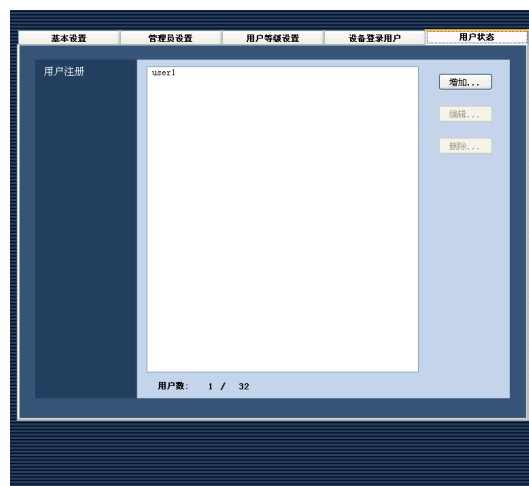 基本设置 管理员设置 用户等级设置 设备登录用户 用户状态
用户注册
user1
增加...
编辑...
删除...
用户数: 1 / 32